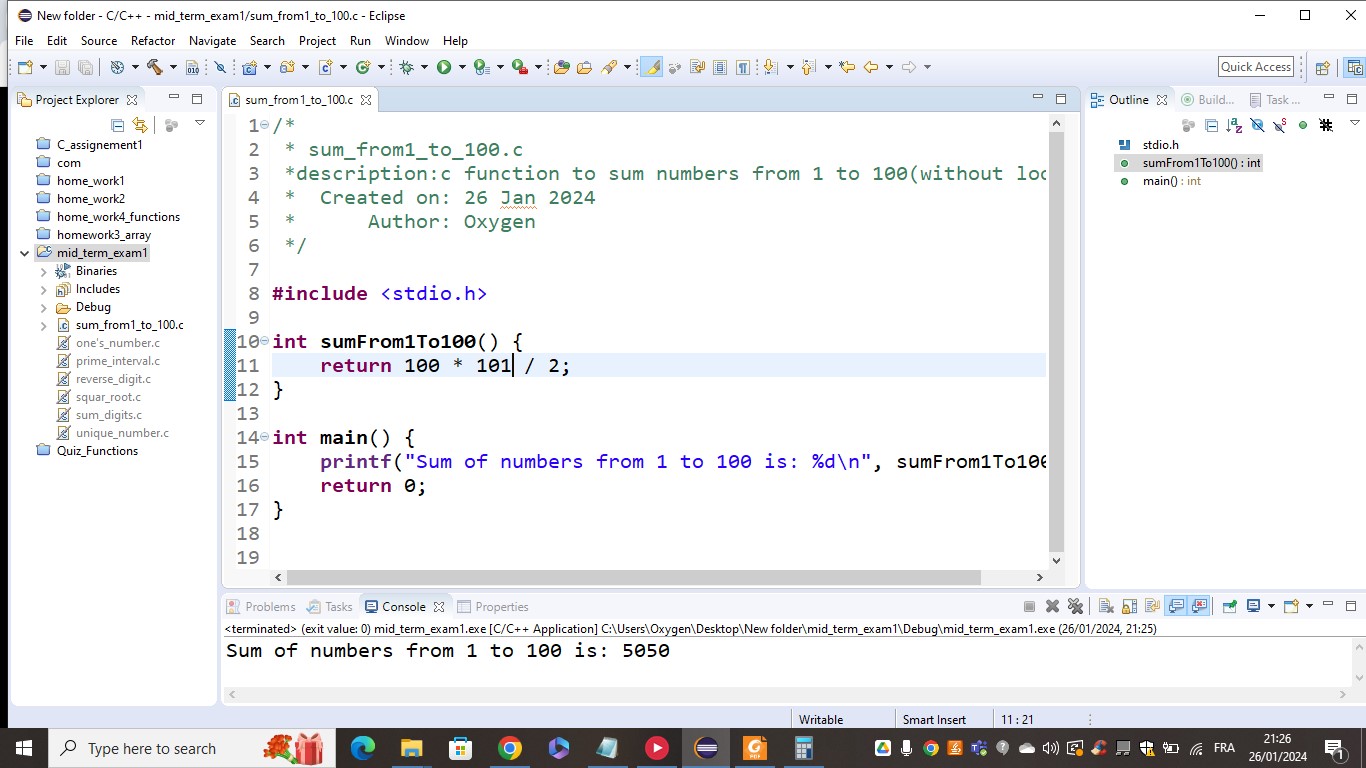 New folder - C/C++ - mid_term_exam1/sum_from1_to_100.c - Eclipse
File Edit Source Refactor Navigate Search Project Run Window Help
Quick Access
Project Explorer
sum_from1_to_100.c
Outline
Build...
Task ...
C_assignement1
com
home_work1
home_work2
home_work4_functions
homework3_array
mid_term_exam1
Binaries
Includes
Debug
sum_from1_to_100.c
one's_number.c
prime_interval.c
reverse_digit.c
squar_root.c
sum_digits.c
unique_number.c
Quiz_Functions
1 /*
2  * sum_from1_to_100.c
3  *description:c function to sum numbers from 1 to 100(without loo
4  *  Created on: 26 Jan 2024
5  *      Author: Oxygen
6  */
7
8 #include <stdio.h>
9
10 int sumFrom1To100() {
11     return 100 * 101 / 2;
12 }
13
14 int main() {
15     printf("Sum of numbers from 1 to 100 is: %d\n", sumFrom1To100
16     return 0;
17 }
18
19
stdio.h
sumFrom1To100() : int
main() : int
Problems Tasks Console Properties
<terminated> (exit value: 0) mid_term_exam1.exe [C/C++ Application] C:\Users\Oxygen\Desktop\New folder\mid_term_exam1\Debug\mid_term_exam1.exe (26/01/2024, 21:25)
Sum of numbers from 1 to 100 is: 5050
Writable Smart Insert 11 : 21
Type here to search
FRA
21:26
26/01/2024
1